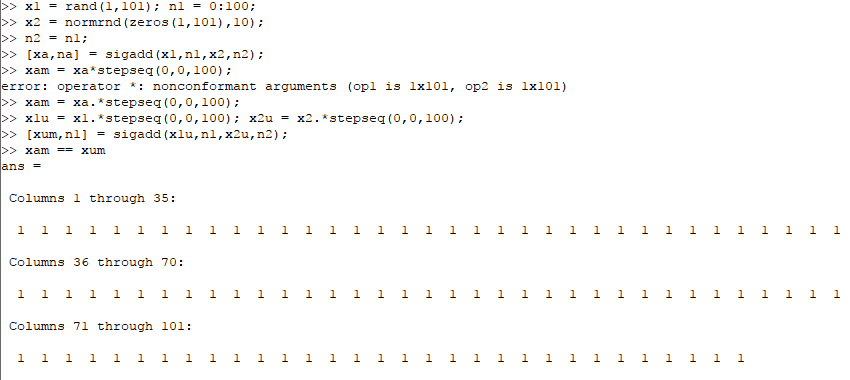 >> x1 = rand(1,101); n1 = 0:100;
>> x2 = normrnd(zeros(1,101),10);
>> n2 = n1;
>> [xa,na] = sigadd(x1,n1,x2,n2);
>> xam = xa*stepseq(0,0,100);
error: operator *: nonconformant arguments (op1 is 1x101, op2 is 1x101)
>> xam = xa.*stepseq(0,0,100);
>> x1u = x1.*stepseq(0,0,100); x2u = x2.*stepseq(0,0,100);
>> [xum,n1] = sigadd(x1u,n1,x2u,n2);
>> xam == xum
ans =
Columns 1 through 35:
1 1 1 1 1 1 1 1 1 1 1 1 1 1 1 1 1 1 1 1 1 1 1 1 1 1 1 1 1 1 1 1 1 1 1
Columns 36 through 70:
1 1 1 1 1 1 1 1 1 1 1 1 1 1 1 1 1 1 1 1 1 1 1 1 1 1 1 1 1 1 1 1 1 1 1
Columns 71 through 101:
1 1 1 1 1 1 1 1 1 1 1 1 1 1 1 1 1 1 1 1 1 1 1 1 1 1 1 1 1 1 1